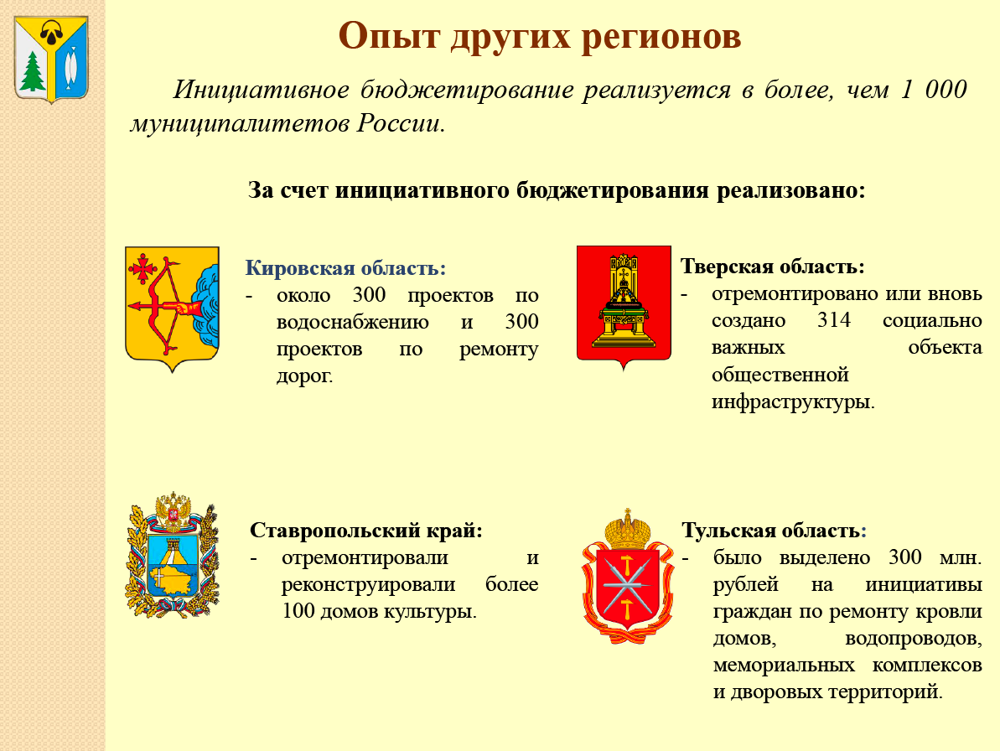 Опыт других регионов
Инициативное бюджетирование реализуется в более, чем 1 000
муниципалитетов России.
За счет инициативного бюджетирования реализовано:
Кировская область:
- около 300 проектов по
водоснабжению и 300
проектов по ремонту
дорог.
Тверская область:
- отремонтировано или вновь
создано 314 социально
важных объекта
общественной
инфраструктуры.
Ставропольский край:
- отремонтировали и
реконструировали более
100 домов культуры.
Тульская область:
- было выделено 300 млн.
рублей на инициативы
граждан по ремонту кровли
домов, водопроводов,
мемориальных комплексов
и дворовых территорий.